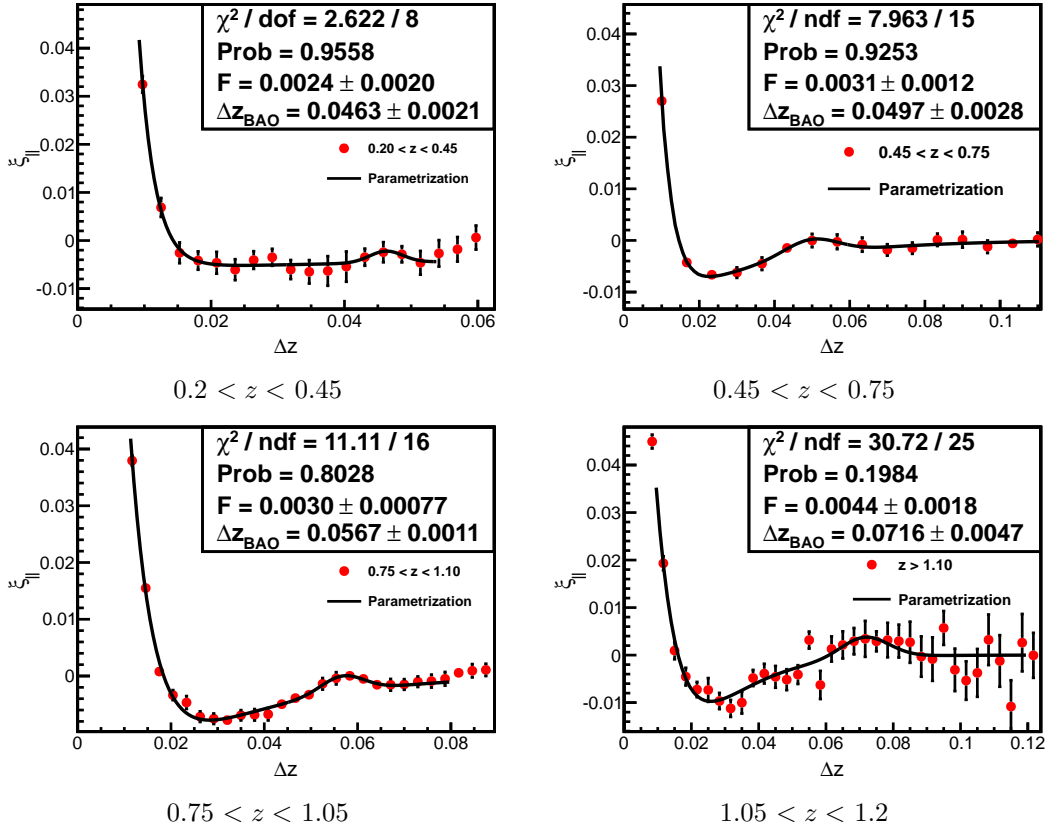 χ² / dof = 2.622 / 8
Prob = 0.9558
F = 0.0024 ± 0.0020
Δz_BAO = 0.0463 ± 0.0021
0.20 < z < 0.45
Parametrization
ξ_||
0.04
0.03
0.02
0.01
0
-0.01
0 0.02 0.04 0.06
Δz
0.2 < z < 0.45
χ² / ndf = 7.963 / 15
Prob = 0.9253
F = 0.0031 ± 0.0012
Δz_BAO = 0.0497 ± 0.0028
0.45 < z < 0.75
Parametrization
ξ_||
0.04
0.03
0.02
0.01
0
-0.01
0 0.02 0.04 0.06 0.08 0.1
Δz
0.45 < z < 0.75
χ² / ndf = 11.11 / 16
Prob = 0.8028
F = 0.0030 ± 0.00077
Δz_BAO = 0.0567 ± 0.0011
0.75 < z < 1.10
Parametrization
ξ_||
0.04
0.02
0
0 0.02 0.04 0.06 0.08
Δz
0.75 < z < 1.05
χ² / ndf = 30.72 / 25
Prob = 0.1984
F = 0.0044 ± 0.0018
Δz_BAO = 0.0716 ± 0.0047
z > 1.10
Parametrization
ξ_||
0.04
0.03
0.02
0.01
0
-0.01
0 0.02 0.04 0.06 0.08 0.1 0.12
Δz
1.05 < z < 1.2